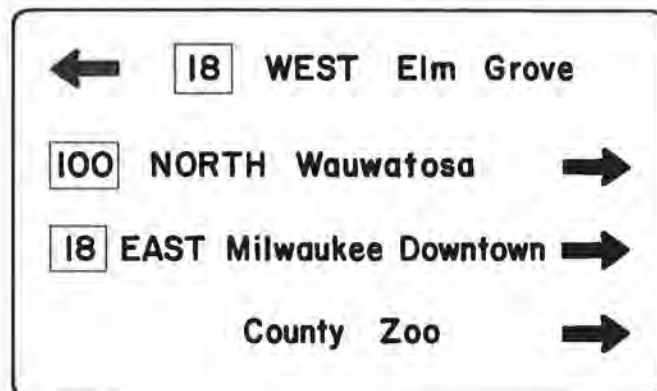 18 WEST Elm Grove
100 NORTH Wauwatosa
18 EAST Milwaukee Downtown
County Zoo